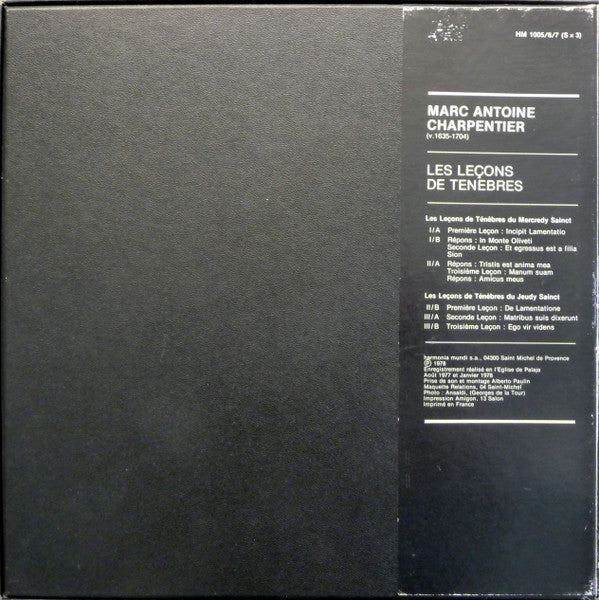 HM 1005/6/7 (S x 3)
MARC ANTOINE
CHARPENTIER
(v.1635-1704)
LES LEÇONS
DE TENÈBRES
Les Leçons de Ténèbres du Mercredy Sainct
I/A Première Leçon : Incipit Lamentatio
I/B Répons : In Monte Oliveti
Seconde Leçon : Et egressus est a filia
Sion
II/A Répons : Tristis est anima mea
Troisième Leçon : Manum suam
Répons : Amicus meus
Les Leçons de Ténèbres du Jeudy Sainct
II/B Première Leçon : De Lamentatione
III/A Seconde Leçon : Matribus suis dixerunt
III/B Troisième Leçon : Ego vir videns
harmonia mundi s.a., 04300 Saint Michel de Provence
Ⓟ 1978
Enregistrement réalisé en l'Eglise de Palaja
Août 1977 et Janvier 1978
Prise de son et montage Alberto Paulin
Maquette Relations, 04 Saint-Michel
Photo : Ansaldi, (Georges de la Tour)
Impression Amigon, 13 Salon
Imprimé en France